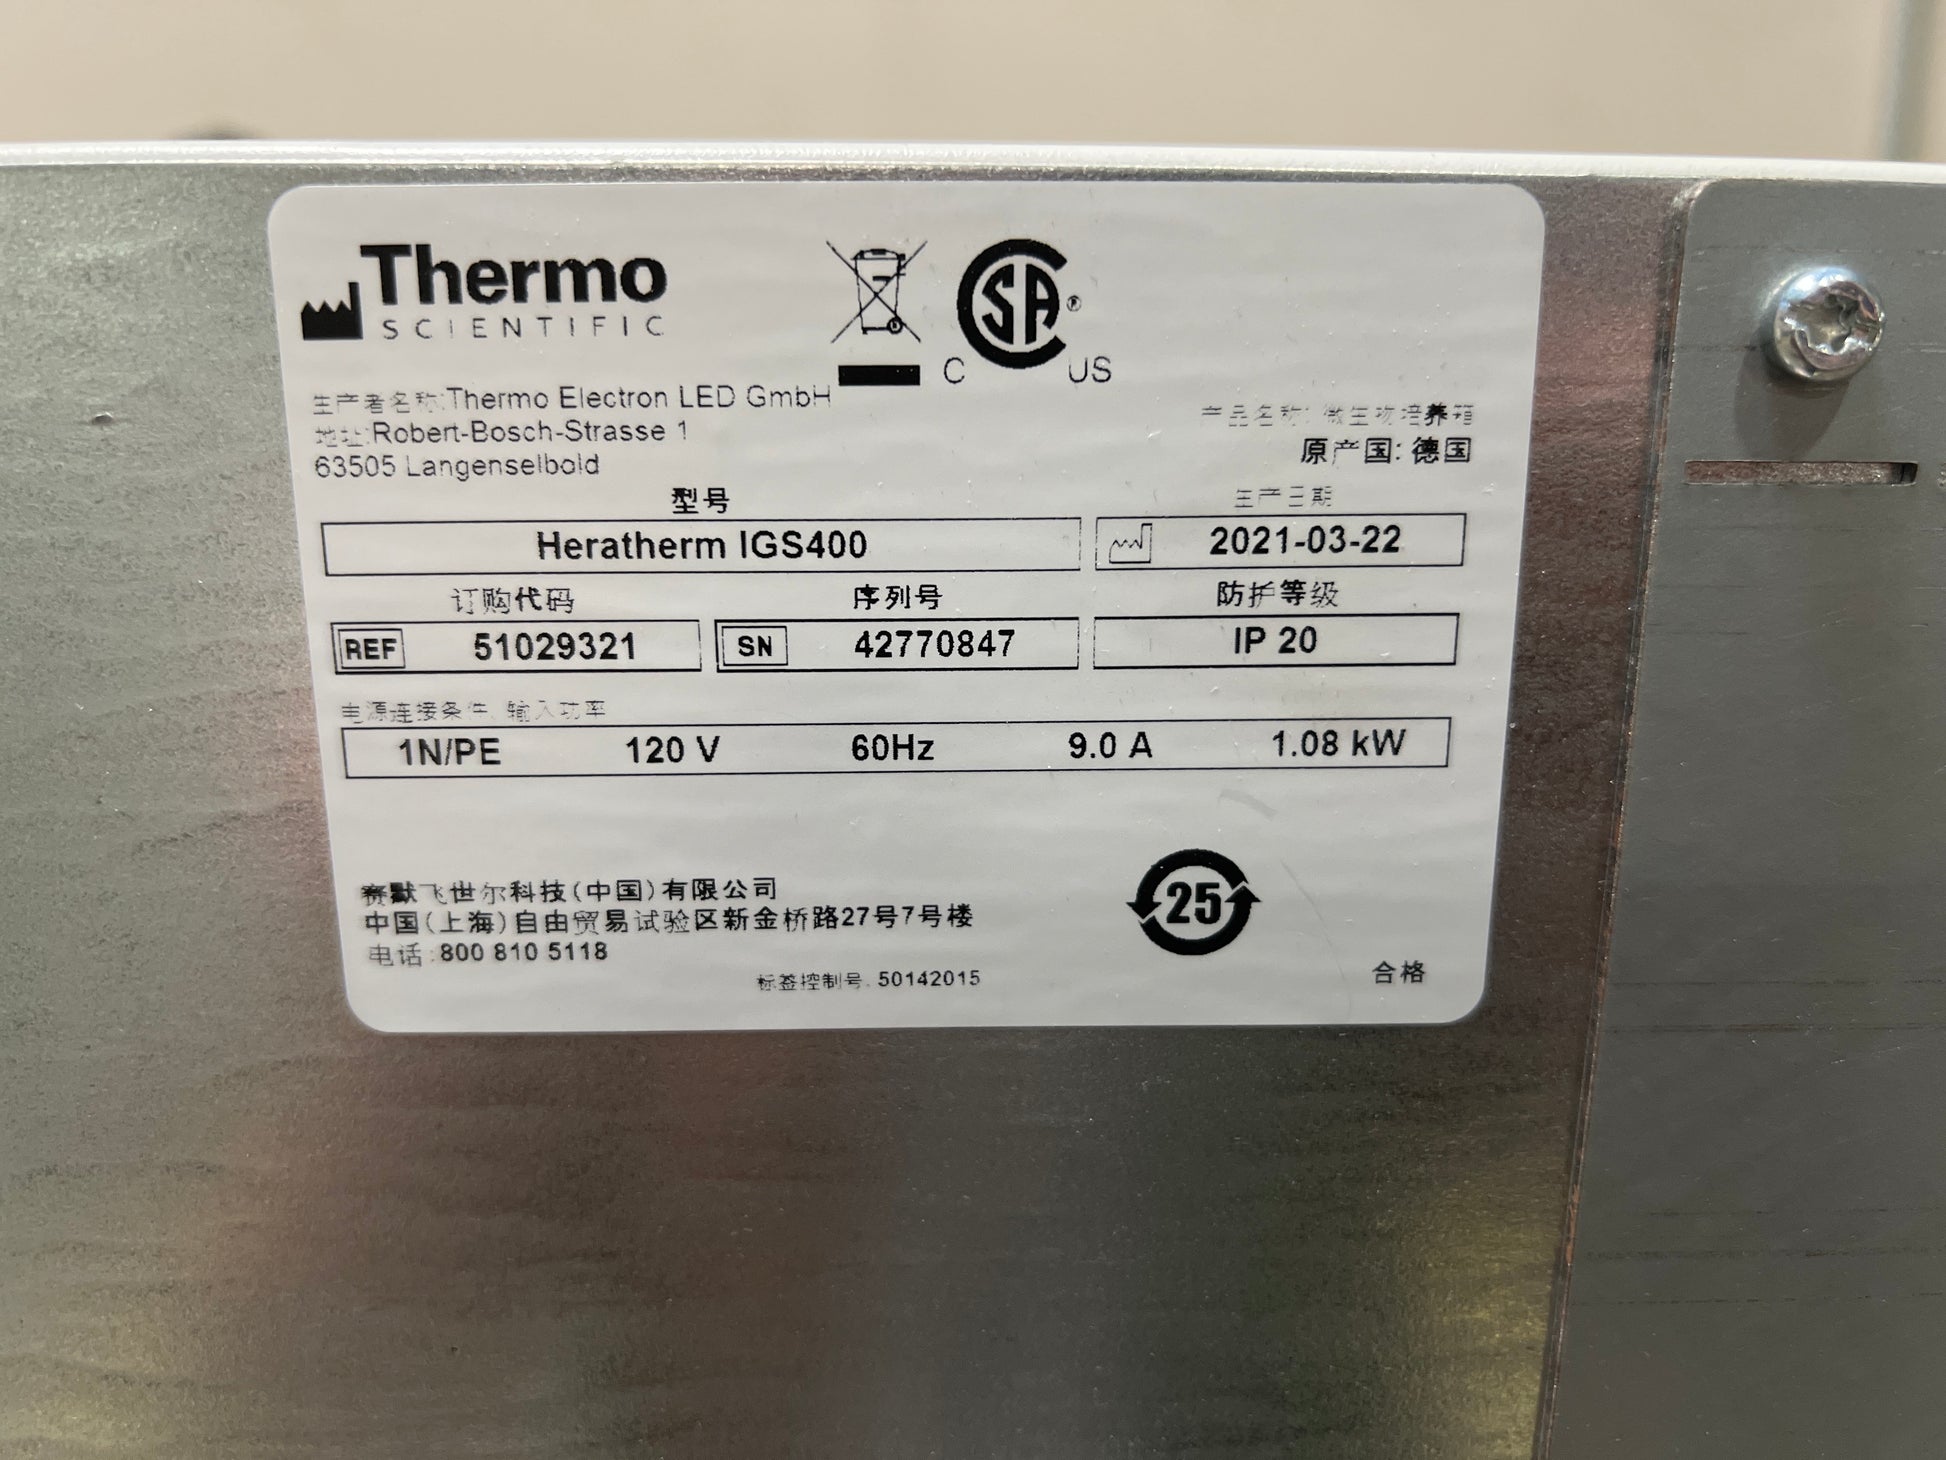 Thermo
SCIENTIFIC
C SA ® US
生产者名称:Thermo Electron LED GmbH
地址:Robert-Bosch-Strasse 1
63505 Langenselbold
产品名称: 微生物培养箱
原产国: 德国
型号
Heratherm IGS400
生产日期
2021-03-22
订购代码
REF 51029321
序列号
SN 42770847
防护等级
IP 20
电源连接条件, 输入功率
1N/PE 120 V 60Hz 9.0 A 1.08 kW
赛默飞世尔科技(中国)有限公司
中国(上海)自由贸易试验区新金桥路27号7号楼
电话:800 810 5118
标签控制号. 50142015
25
合格